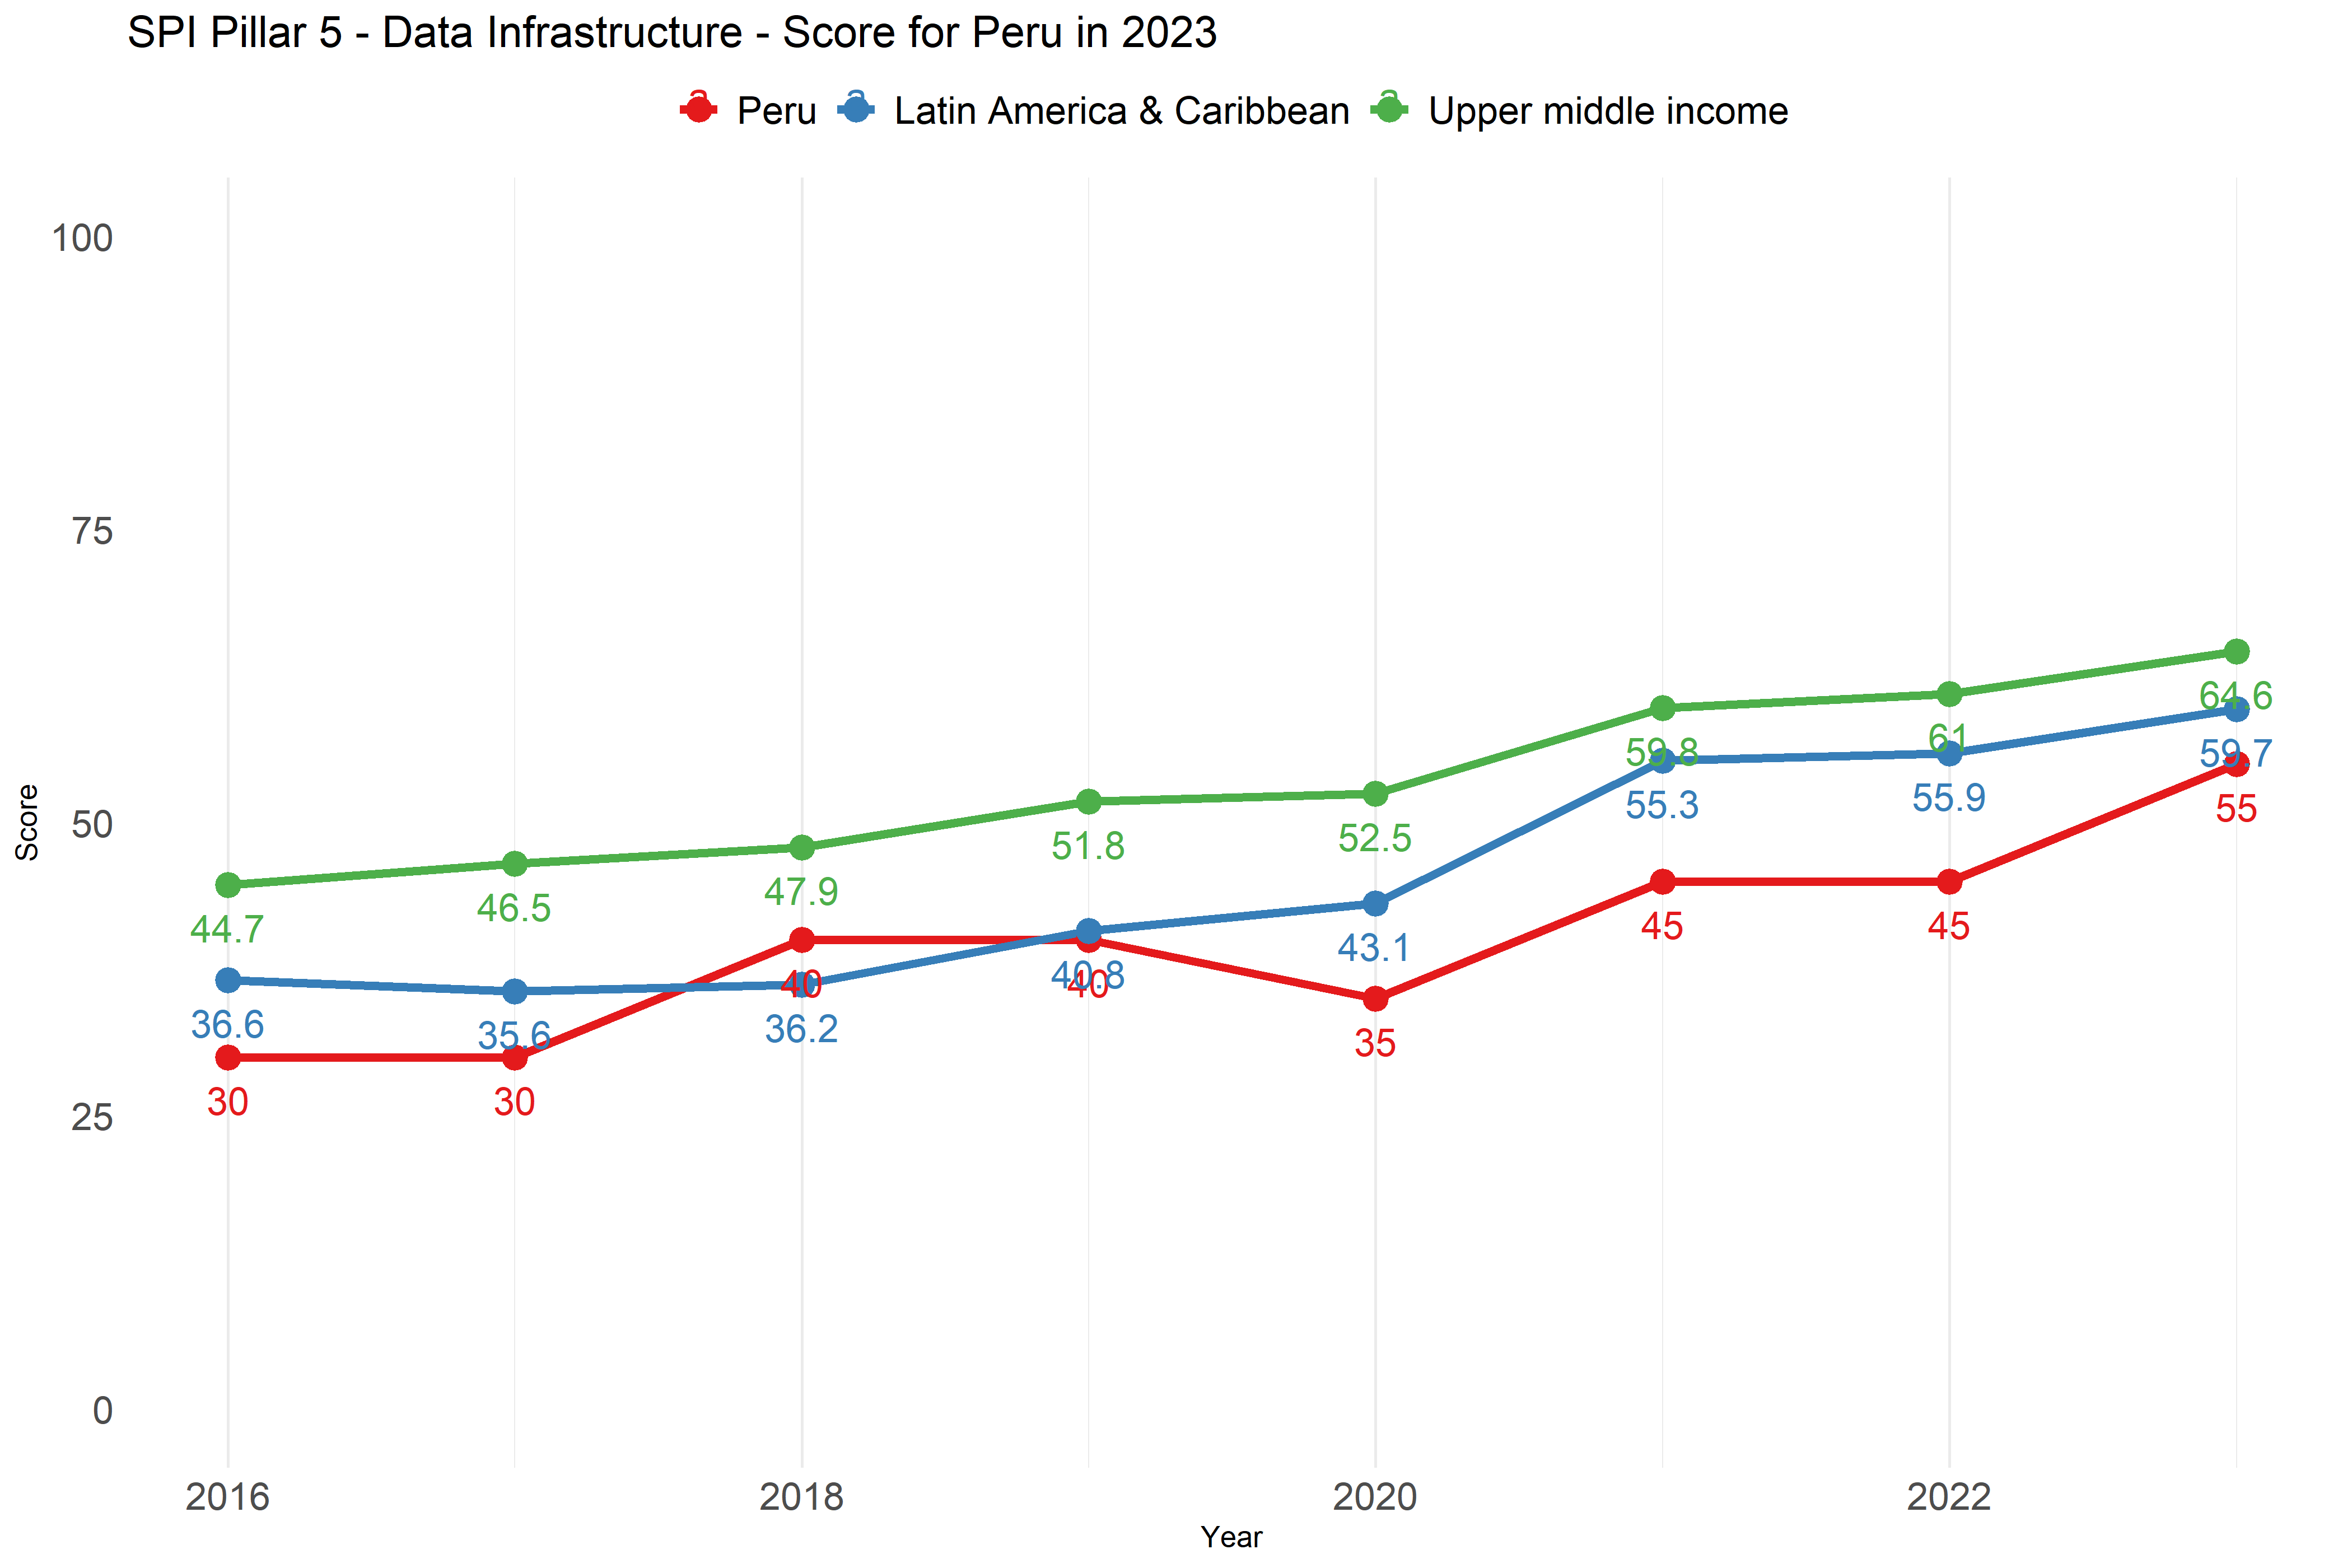 SPI Pillar 5 - Data Infrastructure - Score for Peru in 2023
a Peru a Latin America & Caribbean a Upper middle income
100
75
50
25
0
Score
44.7 46.5 47.9 51.8 52.5 59.8 61 64.6
36.6 35.6 36.2 40.8 43.1 55.3 55.9 59.7
30 30 40 40 35 45 45 55
2016 2018 2020 2022
Year